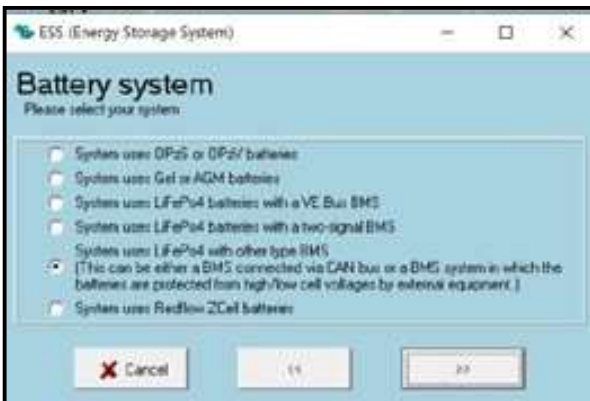 ESS (Energy Storage System)
Battery system
Please select your system
System uses OPzS or OPzV batteries
System uses Gel or AGM batteries
System uses LiFePo4 batteries with a VE.Bus BMS
System uses LiFePo4 batteries with a two-signal BMS
System uses LiFePo4 with other type BMS
(This can be either a BMS connected via CAN bus or a BMS system in which the
batteries are protected from high/low cell voltages by external equipment.)
System uses Redflow ZCell batteries
Cancel
<<
>>